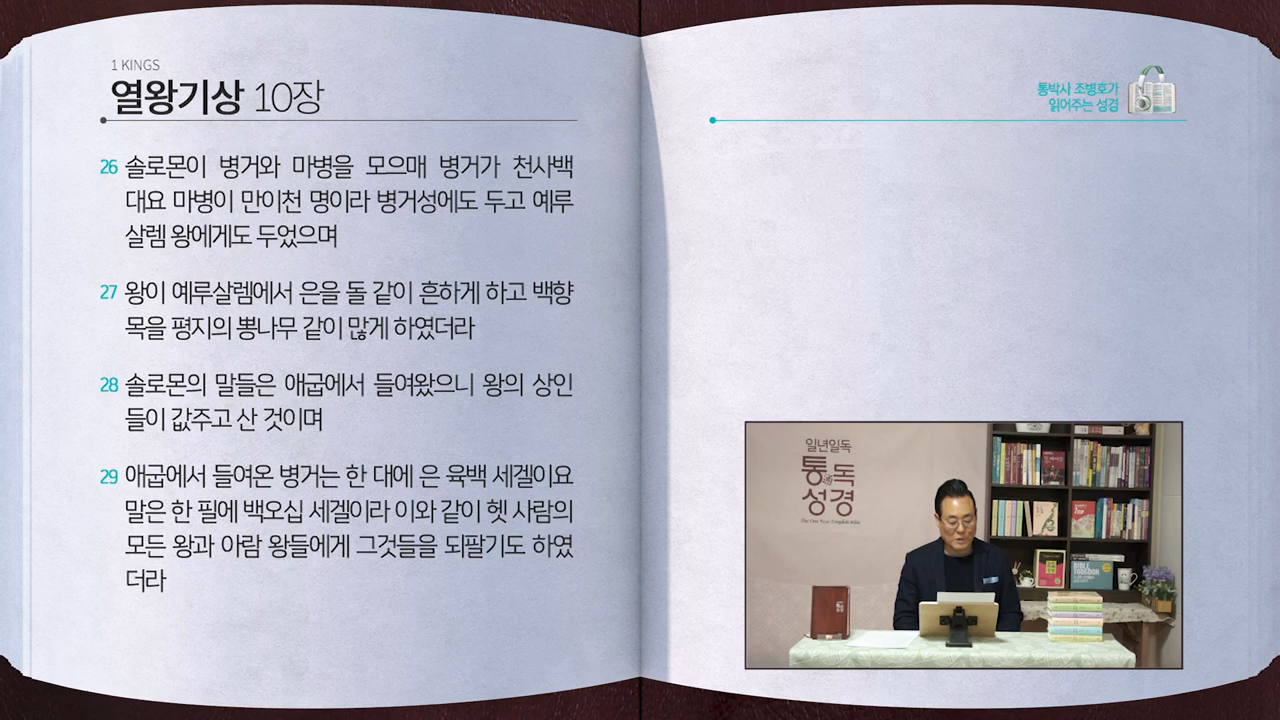 1 KINGS
열왕기상 10장
26 솔로몬이 병거와 마병을 모으매 병거가 천사백
대요 마병이 만이천 명이라 병거성에도 두고 예루
살렘 왕에게도 두었으며
27 왕이 예루살렘에서 은을 돌 같이 흔하게 하고 백향
목을 평지의 뽕나무 같이 많게 하였더라
28 솔로몬의 말들은 애굽에서 들여왔으니 왕의 상인
들이 값주고 산 것이며
29 애굽에서 들여온 병거는 한 대에 은 육백 세겔이요
말은 한 필에 백오십 세겔이라 이와 같이 헷 사람의
모든 왕과 아람 왕들에게 그것들을 되팔기도 하였
더라
통박사 조병호가
읽어주는 성경
일년일독
통독
성경
The One Year Tongdok Bible
BIBLE
TONGDOK